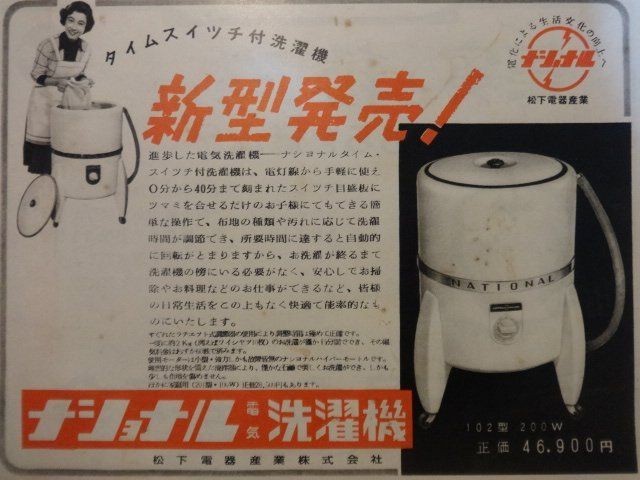 タイムスイツチ付洗濯機
電化による生活文化の向上へ
ナショナル
松下電器産業
新型発売!
進歩した電気洗濯機——ナショナルタイム・
スイツチ付洗濯機は、電灯線から手軽に使え
0分から40分まで刻まれたスイツチ目盛板に
ツマミを合せるだけのお子様にてもできる簡
単な操作て、布地の種類や汚れに応じて洗濯
時間が調節でき、所要時間に達すると自動的
に回転がとまりますから、お洗濯が終るまて
洗濯機の傍にいる必要がなく、安心してお掃
除やお料理などのお仕事ができるなど、皆様
の日常生活をこの上もなく快適て能率的なも
のにいたします。
NATIONAL
ナショナル 電気 洗濯機
102型 200W
正価 46.900円
松下電器産業株式会社